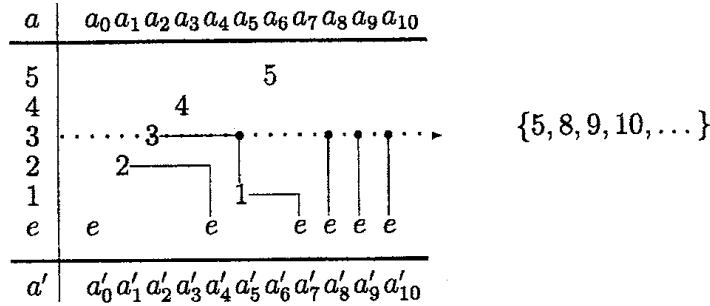 a a₀ a₁ a₂ a₃ a₄ a₅ a₆ a₇ a₈ a₉ a₁₀
5 5
4 4
3 3 {5, 8, 9, 10, . . . }
2 2
1 1
e e e e e e e
a′ a′₀ a′₁ a′₂ a′₃ a′₄ a′₅ a′₆ a′₇ a′₈ a′₉ a′₁₀